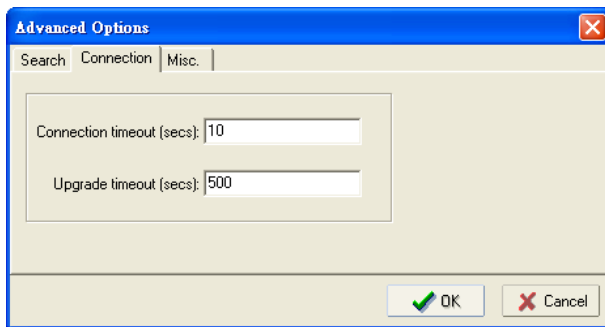 Advanced Options
Search Connection Misc.
Connection timeout (secs): 10
Upgrade timeout (secs): 500
OK Cancel